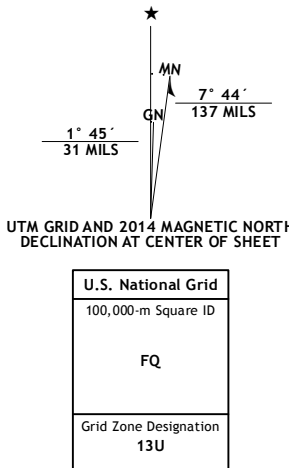 ★
MN
7° 44´
137 MILS
GN
1° 45´
31 MILS
UTM GRID AND 2014 MAGNETIC NORTH
DECLINATION AT CENTER OF SHEET
U.S. National Grid
100,000-m Square ID
FQ
Grid Zone Designation
13U